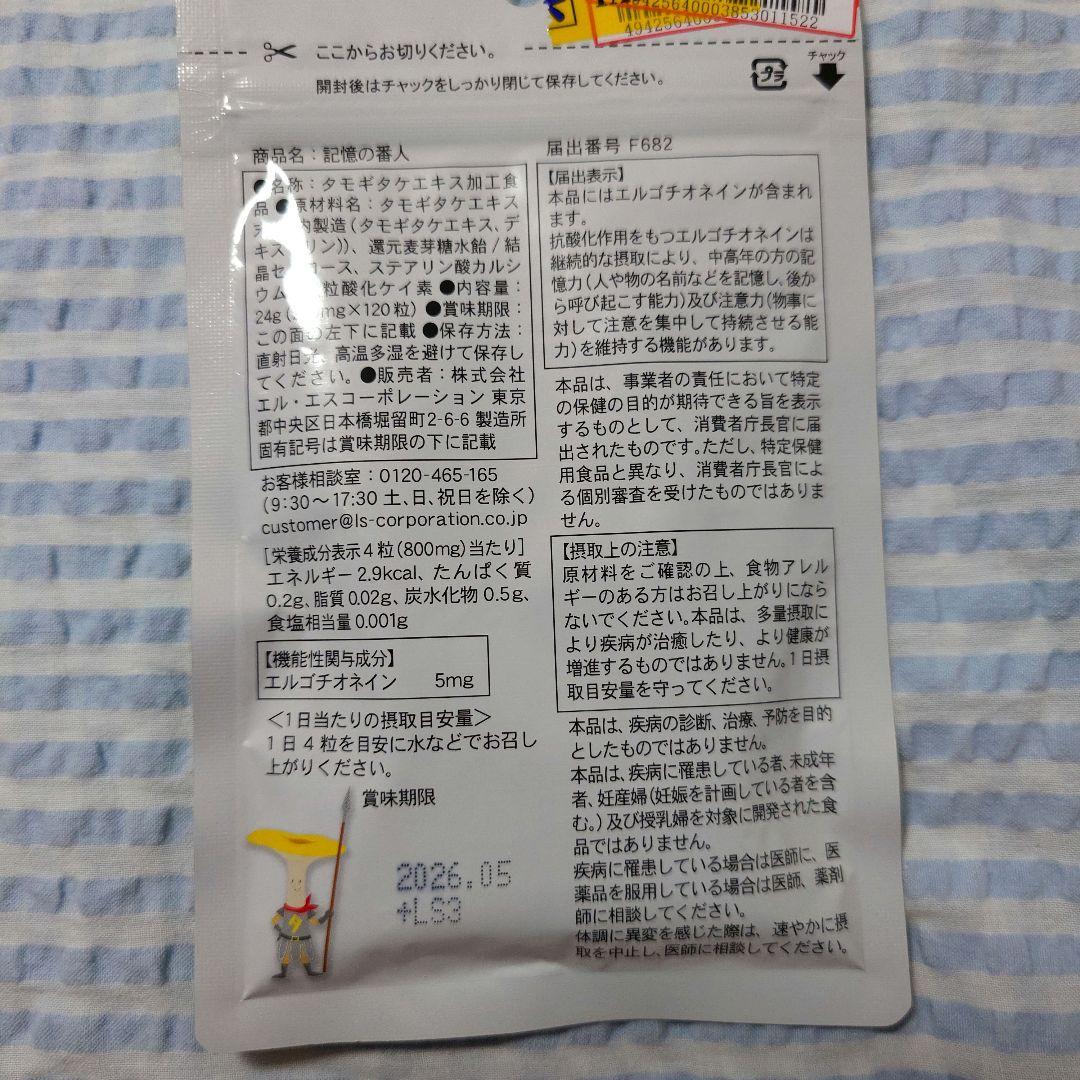 4942564000385301152​2
4942564000385301152​2
ここからお切りください。
開封後はチャックをしっかり閉じて保存してください。
プラ
チャック
商品名：記憶の番人
名称：タモギタケエキス加工食
品 ●原材料名：タモギタケエキス
内製造（タモギタケエキス、デ
キス リン））、還元麦芽糖水飴/結
晶セ ロース、ステアリン酸カルシ
ウム 粒酸化ケイ素 ●内容量：
24g( mg×120粒) ●賞味期限：
この面の左下に記載 ●保存方法：
直射日光、高温多湿を避けて保存し
てください。●販売者：株式会社
エル・エスコーポレーション 東京
都中央区日本橋堀留町2-6-6 製造所
固有記号は賞味期限の下に記載
お客様相談室：0120-465-165
(9:30～17:30 土、日、祝日を除く)
customer@ls-corporation.co.jp
[栄養成分表示4粒(800mg)当たり]
エネルギー 2.9kcal、たんぱく質
0.2g、脂質 0.02g、炭水化物 0.5g、
食塩相当量 0.001g
【機能性関与成分】
エルゴチオネイン 5mg
＜1日当たりの摂取目安量＞
1日4粒を目安に水などでお召し
上がりください。
賞味期限
2026.05
+LS3
届出番号 F682
【届出表示】
本品にはエルゴチオネインが含まれ
ます。
抗酸化作用をもつエルゴチオネインは
継続的な摂取により、中高年の方の記
憶力(人や物の名前などを記憶し、後か
ら呼び起こす能力)及び注意力(物事に
対して注意を集中して持続させる能
力)を維持する機能があります。
本品は、事業者の責任において特定
の保健の目的が期待できる旨を表示
するものとして、消費者庁長官に届
出されたものです。ただし、特定保健
用食品と異なり、消費者庁長官によ
る個別審査を受けたものではありま
せん。
【摂取上の注意】
原材料をご確認の上、食物アレル
ギーのある方はお召し上がりになら
ないでください。本品は、多量摂取に
より疾病が治癒したり、より健康が
増進するものではありません。1日摂
取目安量を守ってください。
本品は、疾病の診断、治療、予防を目的
としたものではありません。
本品は、疾病に罹患している者、未成年
者、妊産婦(妊娠を計画している者を含
む。)及び授乳婦を対象に開発された食
品ではありません。
疾病に罹患している場合は医師に、医
薬品を服用している場合は医師、薬剤
師に相談してください。
体調に異変を感じた際は、速やかに摂
取を中止し、医師に相談してください。